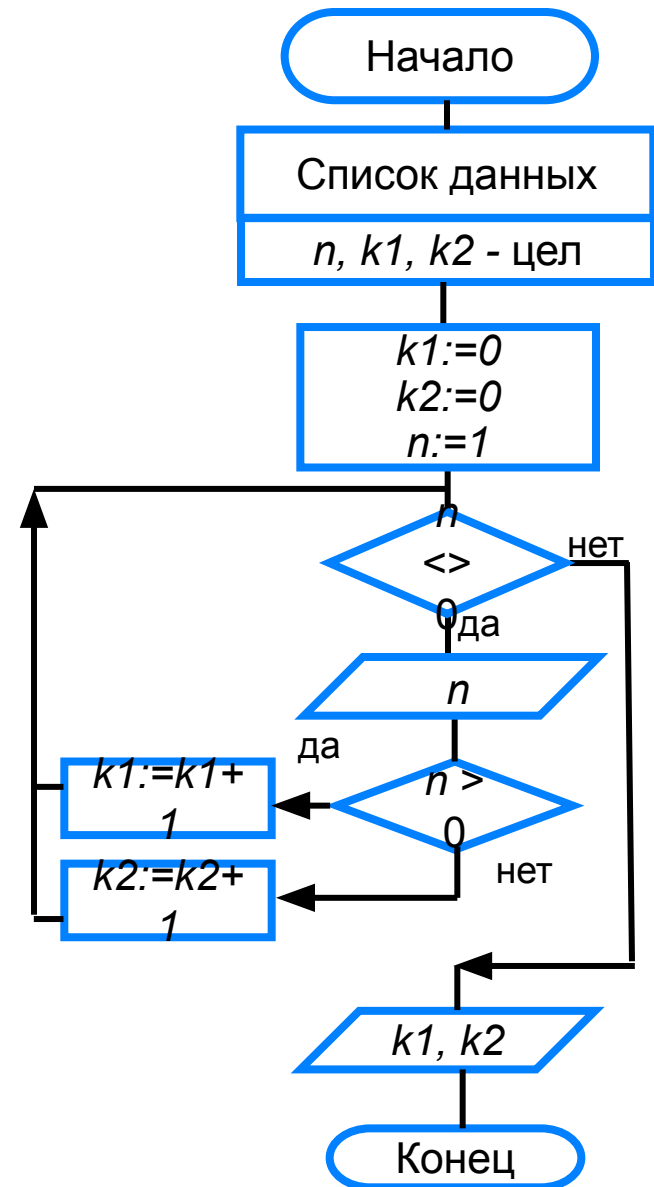 Начало
Список данных
n, k1, k2 - цел
k1:=0
k2:=0
n:=1
n
<>
0
нет
да
n
да
n >
0
k1:=k1+
1
нет
k2:=k2+
1
k1, k2
Конец